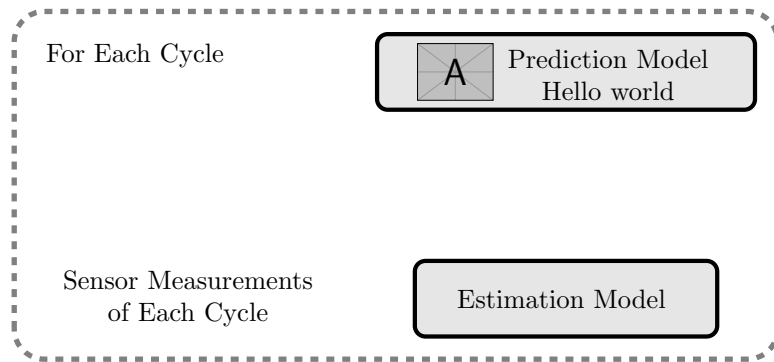 For Each Cycle
A
Prediction Model
Hello world
Sensor Measurements
of Each Cycle
Estimation Model